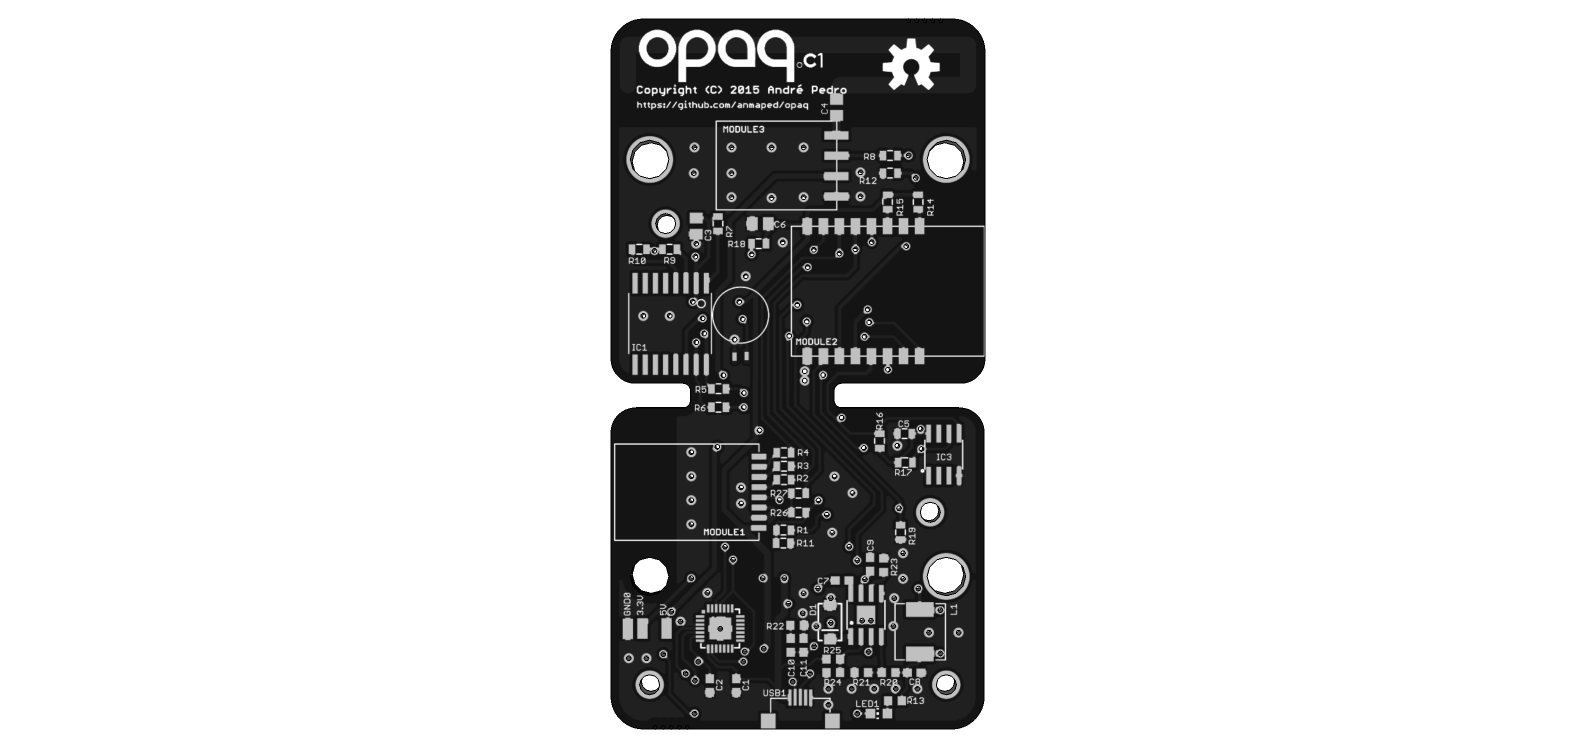 opaq.c1
Copyright (C) 2015 André Pedro
https://github.com/anmaped/opaq
C4
MODULE3
R8
R12
R15
R14
C3
R7
C6
R18
R10
R9
IC1
MODULE2
R5
R6
R16
C5
IC3
R17
R4
R3
R2
R27
R26
MODULE1
R1
R11
R19
C9
R23
C7
GND0
3.3V
5V
D1
L1
R22
R25
C10
C11
C2
C1
R24
R21
R20
C8
USB1
LED1
R13